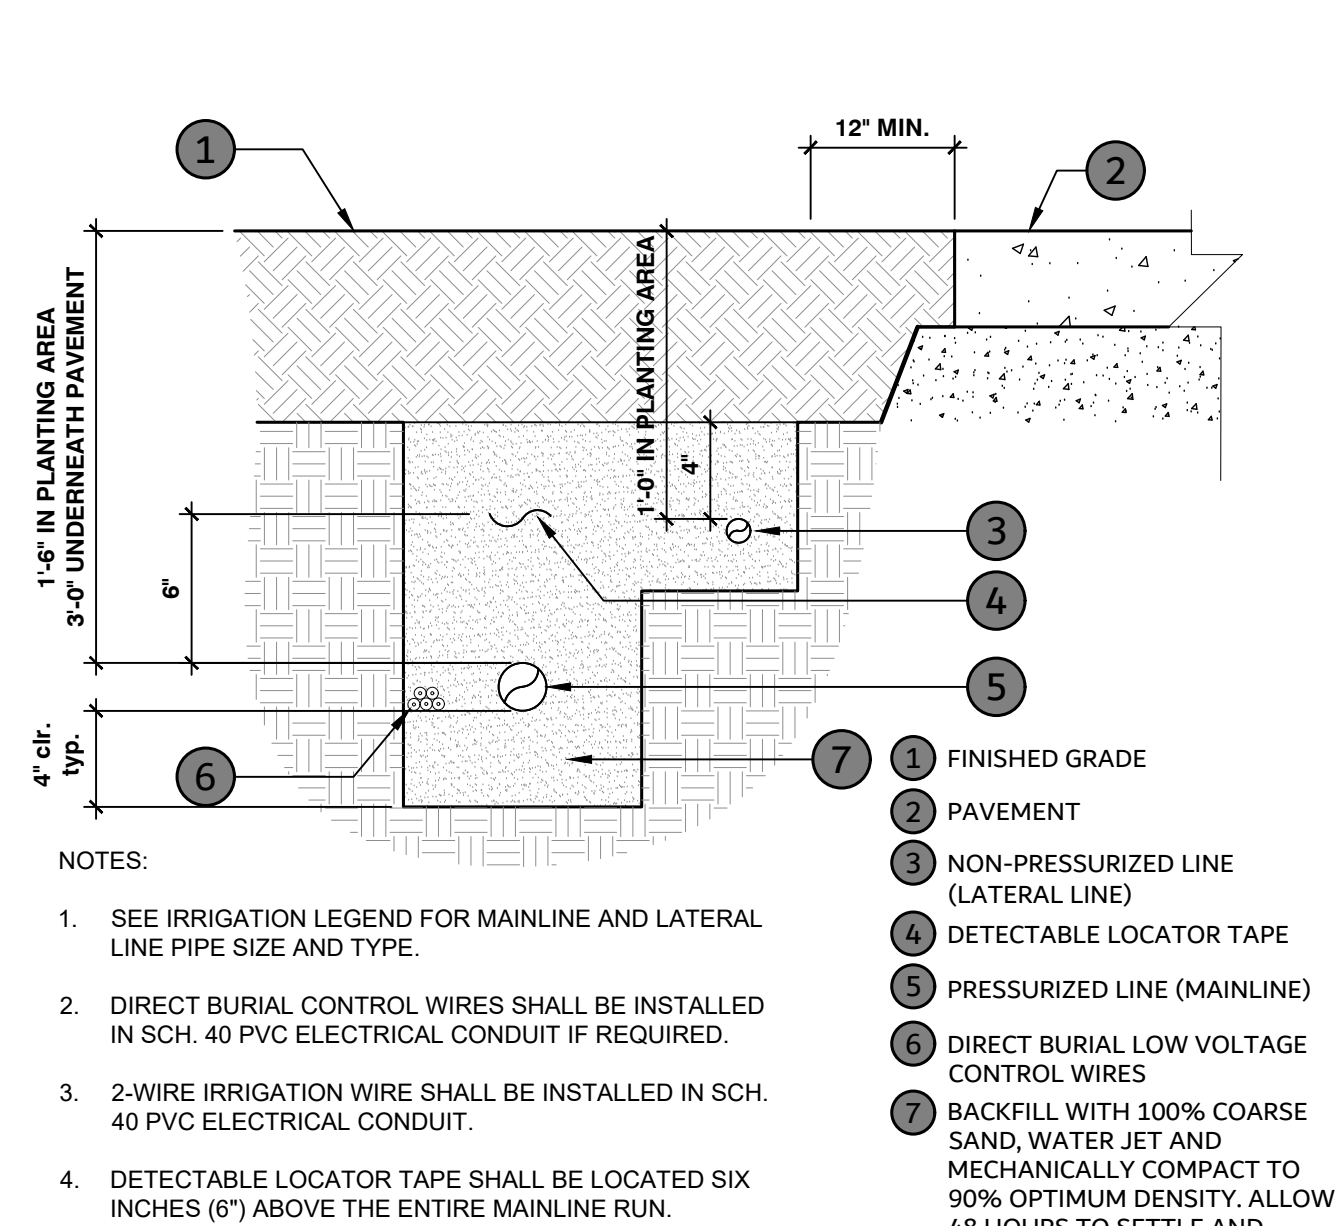 12" MIN.
1
2
1'-6" IN PLANTING AREA
3'-0" UNDERNEATH PAVEMENT
1'-0" IN PLANTING AREA
4"
3
6"
4
5
4" clr.
typ.
6
7
1 FINISHED GRADE
2 PAVEMENT
3 NON-PRESSURIZED LINE
(LATERAL LINE)
4 DETECTABLE LOCATOR TAPE
5 PRESSURIZED LINE (MAINLINE)
6 DIRECT BURIAL LOW VOLTAGE
CONTROL WIRES
7 BACKFILL WITH 100% COARSE
SAND, WATER JET AND
MECHANICALLY COMPACT TO
90% OPTIMUM DENSITY. ALLOW
48 HOURS TO SETTLE AND
NOTES:
1. SEE IRRIGATION LEGEND FOR MAINLINE AND LATERAL
LINE PIPE SIZE AND TYPE.
2. DIRECT BURIAL CONTROL WIRES SHALL BE INSTALLED
IN SCH. 40 PVC ELECTRICAL CONDUIT IF REQUIRED.
3. 2-WIRE IRRIGATION WIRE SHALL BE INSTALLED IN SCH.
40 PVC ELECTRICAL CONDUIT.
4. DETECTABLE LOCATOR TAPE SHALL BE LOCATED SIX
INCHES (6") ABOVE THE ENTIRE MAINLINE RUN.